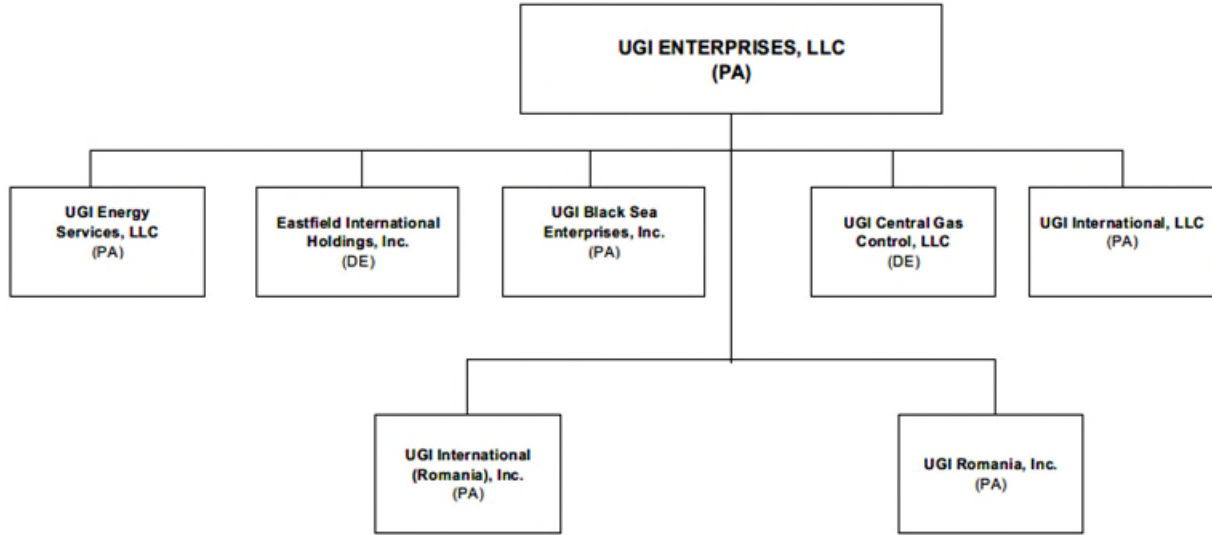 UGI ENTERPRISES, LLC
(PA)
UGI Energy
Services, LLC
(PA)
Eastfield International
Holdings, Inc.
(DE)
UGI Black Sea
Enterprises, Inc.
(PA)
UGI Central Gas
Control, LLC
(DE)
UGI International, LLC
(PA)
UGI International
(Romania), Inc.
(PA)
UGI Romania, Inc.
(PA)